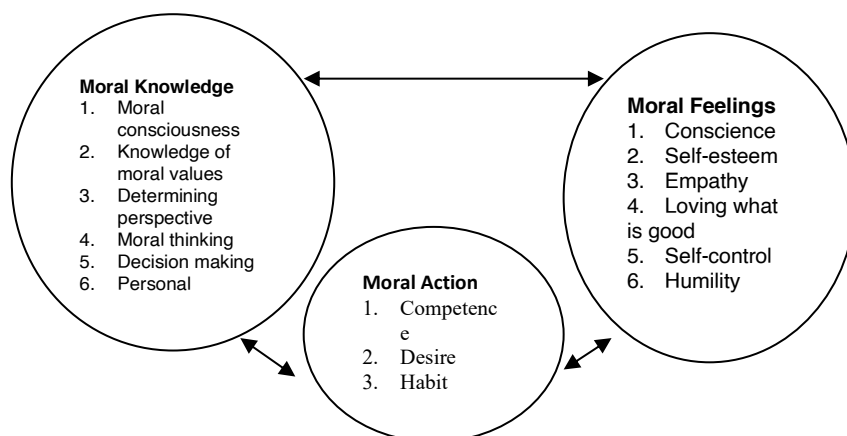 Moral Knowledge
1. Moral
consciousness
2. Knowledge of
moral values
3. Determining
perspective
4. Moral thinking
5. Decision making
6. Personal
Moral Feelings
1. Conscience
2. Self-esteem
3. Empathy
4. Loving what
is good
5. Self-control
6. Humility
Moral Action
1. Competenc
e
2. Desire
3. Habit